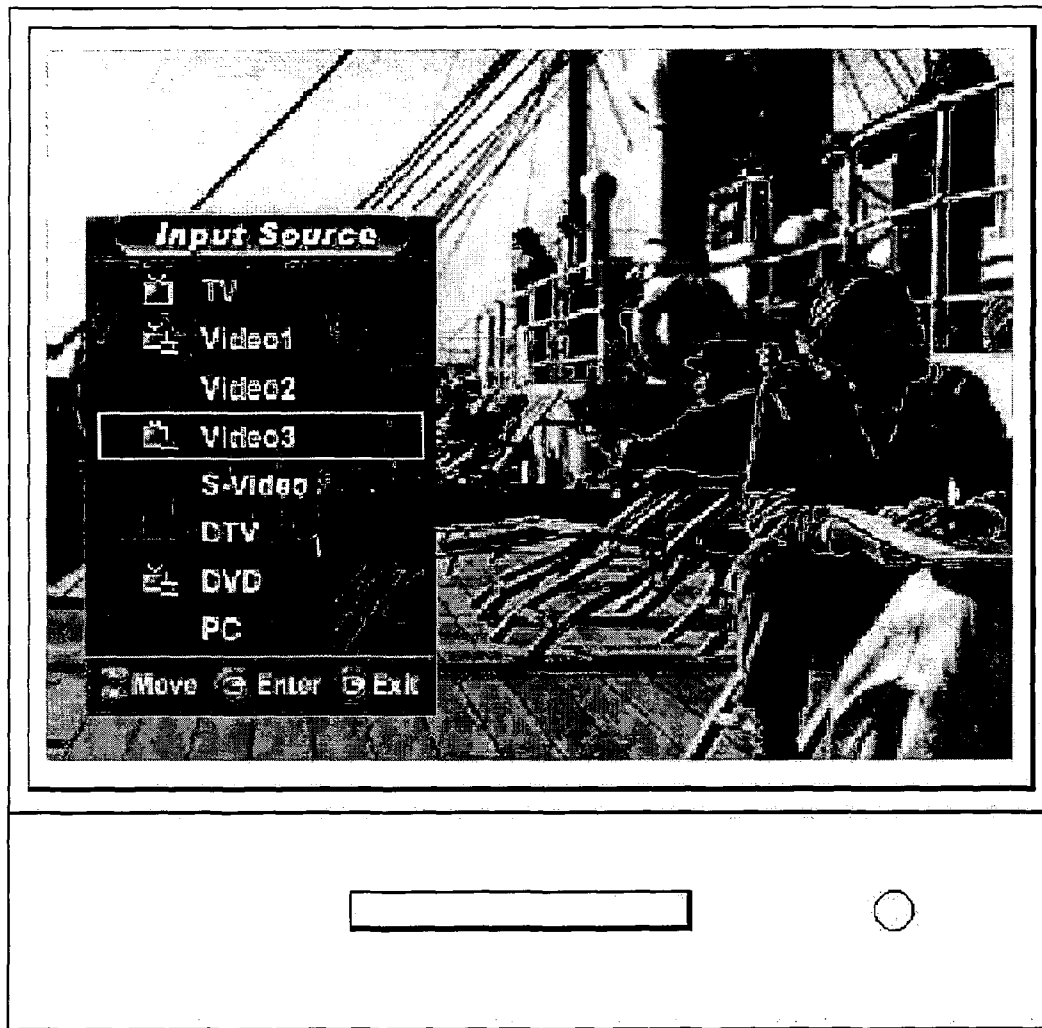 Input Source
TV
Video1
Video2
Video3
S-Video
DTV
DVD
PC
Move Enter Exit